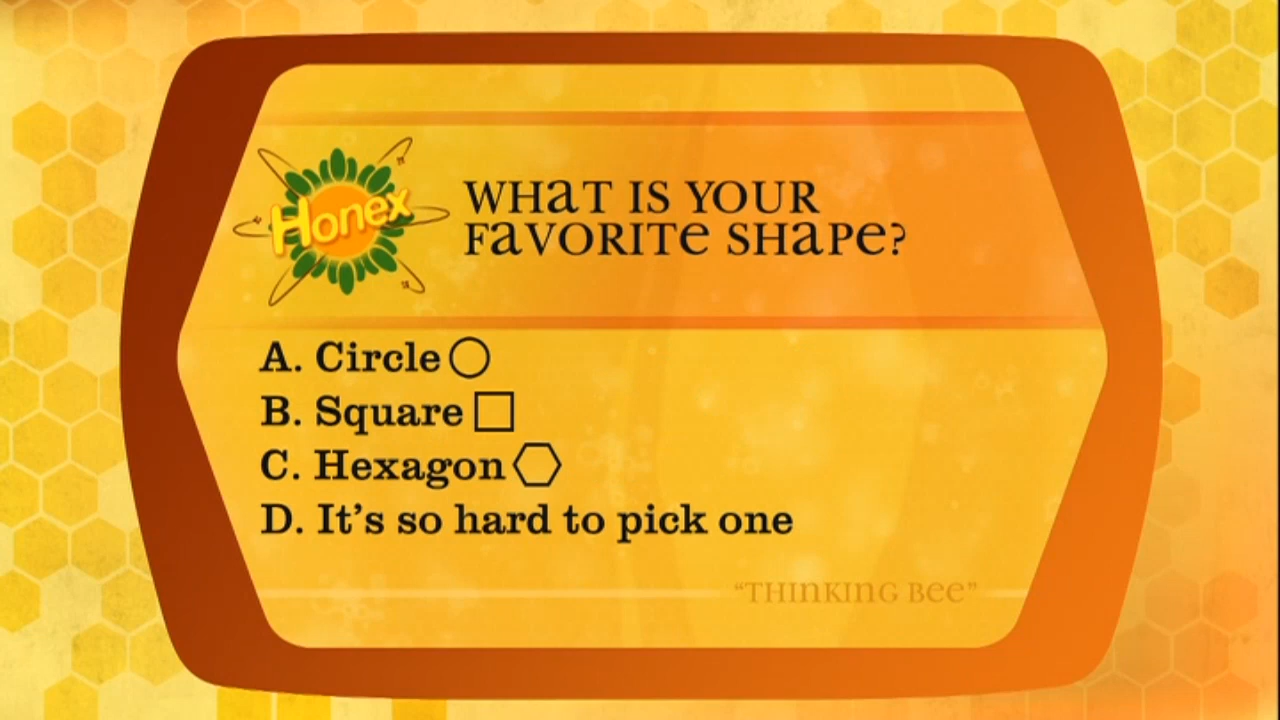 Honex
WHaT IS YOUR
FaVORITe SHaPe?
A. Circle
B. Square
C. Hexagon
D. It's so hard to pick one
“THInKInG Bee”